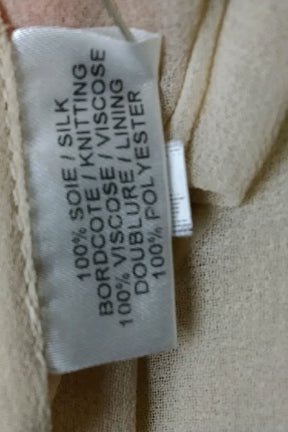 100% SOIE / SILK
BORDCOTE / KNITTING
100% VISCOSE / VISCOSE
DOUBLURE / LINING
100% POLYESTER